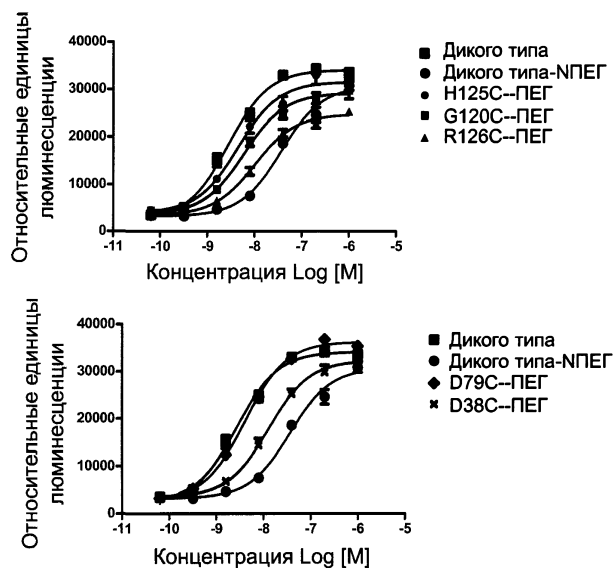 Относительные единицы
люминесценции
40000
30000
20000
10000
0
-11 -10 -9 -8 -7 -6 -5
Концентрация Log [M]
Дикого типа
Дикого типа-NПЕГ
H125C--ПЕГ
G120C--ПЕГ
R126C--ПЕГ
Относительные единицы
люминесценции
40000
30000
20000
10000
0
-11 -10 -9 -8 -7 -6 -5
Концентрация Log [M]
Дикого типа
Дикого типа-NПЕГ
D79C--ПЕГ
D38C--ПЕГ